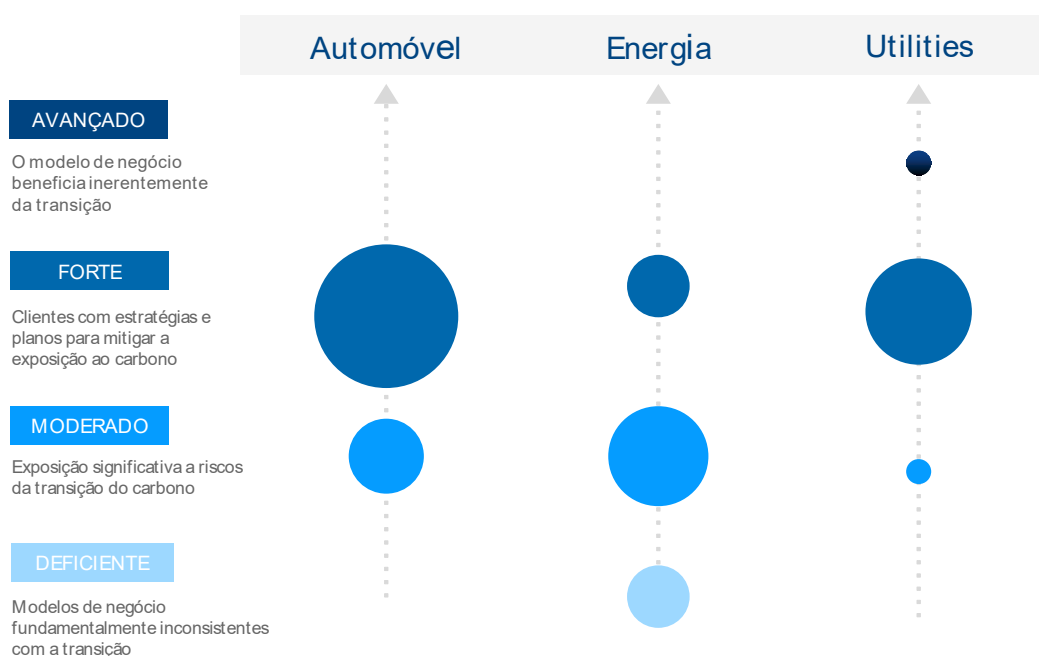 Automóvel
Energia
Utilities
AVANÇADO
O modelo de negócio
beneficia inerentemente
da transição
FORTE
Clientes com estratégias e
planos para mitigar a
exposição ao carbono
MODERADO
Exposição significativa a riscos
da transição do carbono
DEFICIENTE
Modelos de negócio
fundamentalmente inconsistentes
com a transição